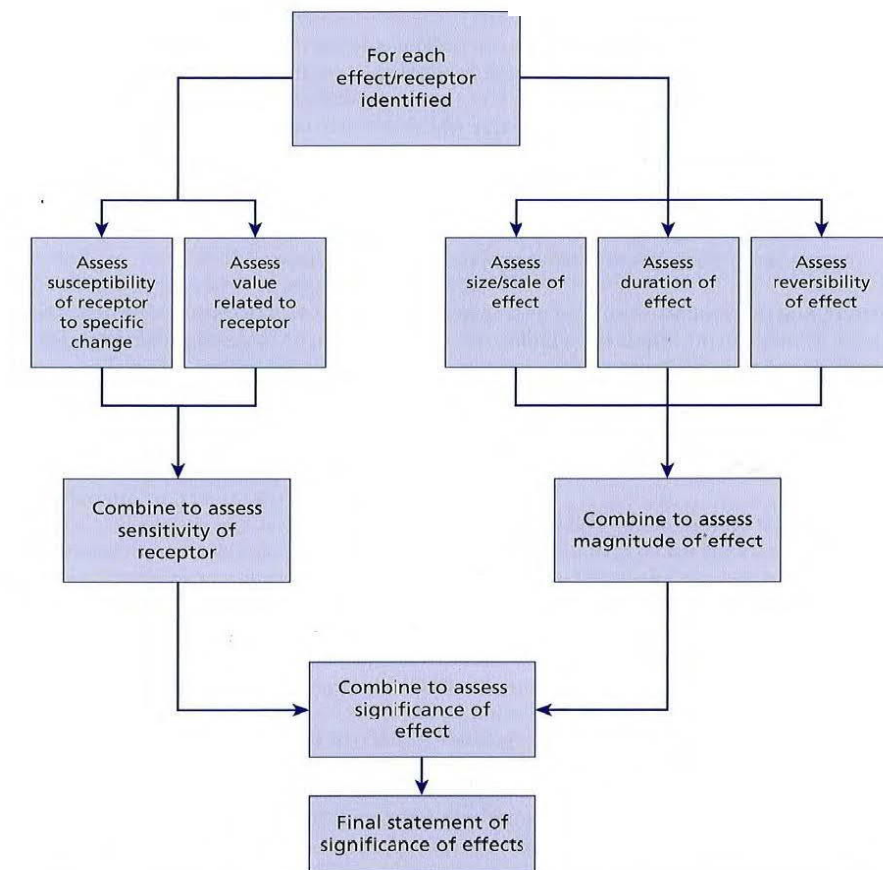 For each
effect/receptor
identified
Assess
susceptibility
of receptor
to specific
change
Assess
value
related to
receptor
Assess
size/scale of
effect
Assess
duration of
effect
Assess
reversibility
of effect
Combine to assess
sensitivity of
receptor
Combine to assess
magnitude of effect
Combine to assess
significance of
effect
Final statement of
significance of effects